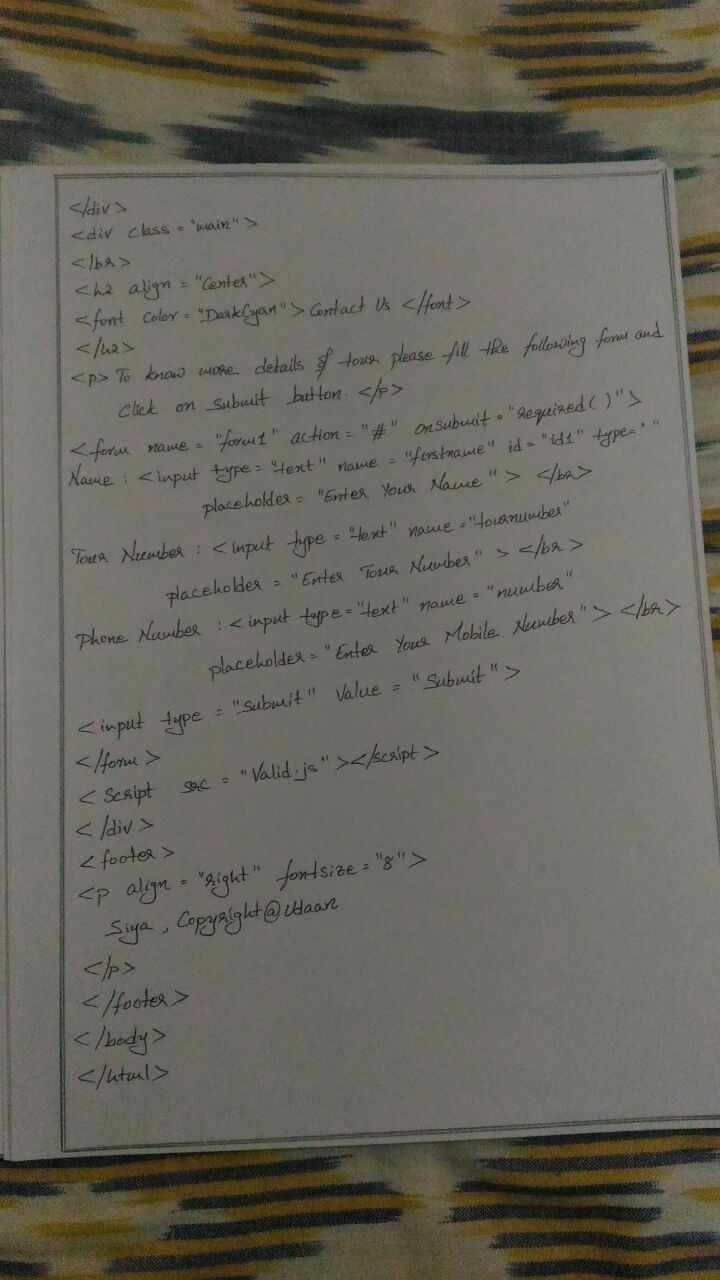 </div>
<div class = "main">
</br>
<h2 align = "Center">
<font Color = "DarkCyan"> Contact Us </font>
</h2>
<p> To know more details of tour please fill the following form and
Click on Submit button. </p>
<form name = "form1" action = "#" onsubmit = "required()">
Name : <input type = "text" name = "firstname" id = "id1" type= " "
placeholder = "Enter Your Name"> </br>
Tour Number : <input type = "text" name = "tournumber"
placeholder = "Enter Tour Number"> </br>
Phone Number : <input type = "text" name = "number"
placeholder = "Enter Your Mobile Number"> </br>
<input type = "Submit" Value = "Submit">
</form>
<Script src = "Valid.js"></script>
</div>
<footer>
<p align = "right" fontsize = "8">
Siya, Copyright@Udaan
</p>
</footer>
</body>
</html>